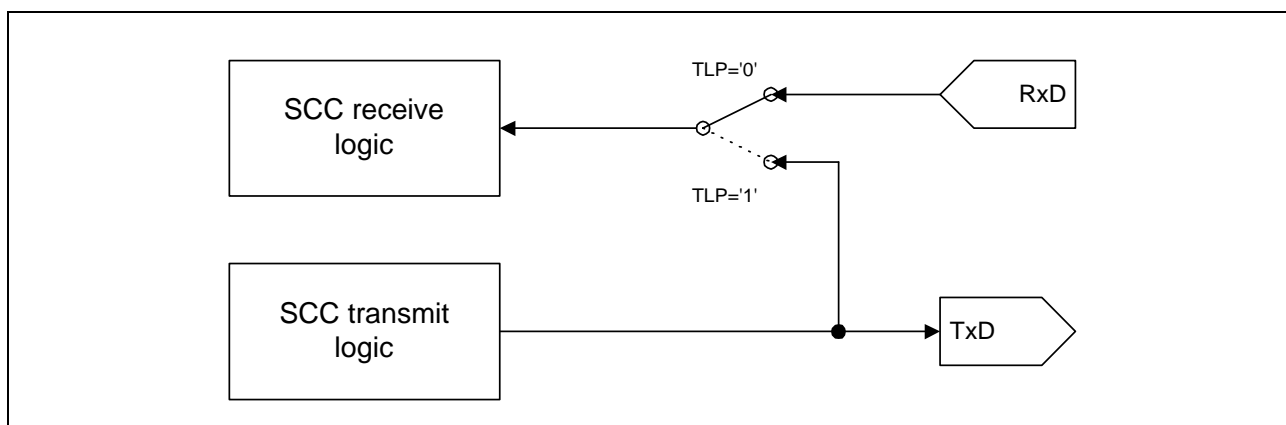 TLP='0'
SCC receive
logic
RxD
TLP='1'
SCC transmit
logic
TxD